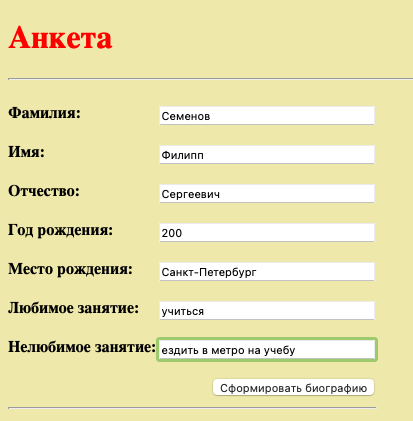 Анкета
Фамилия: Семенов
Имя: Филипп
Отчество: Сергеевич
Год рождения: 200
Место рождения: Санкт-Петербург
Любимое занятие: учиться
Нелюбимое занятие: ездить в метро на учебу
Сформировать биографию